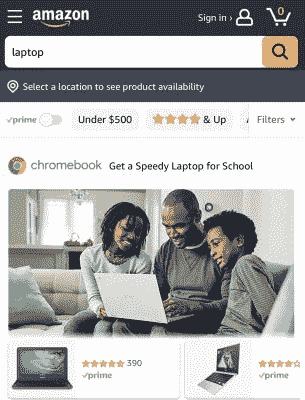 amazon
Sign in ›
0
laptop
Select a location to see product availability
prime
Under $500
& Up
Filters
chromebook
Get a Speedy Laptop for School
390
prime
prime